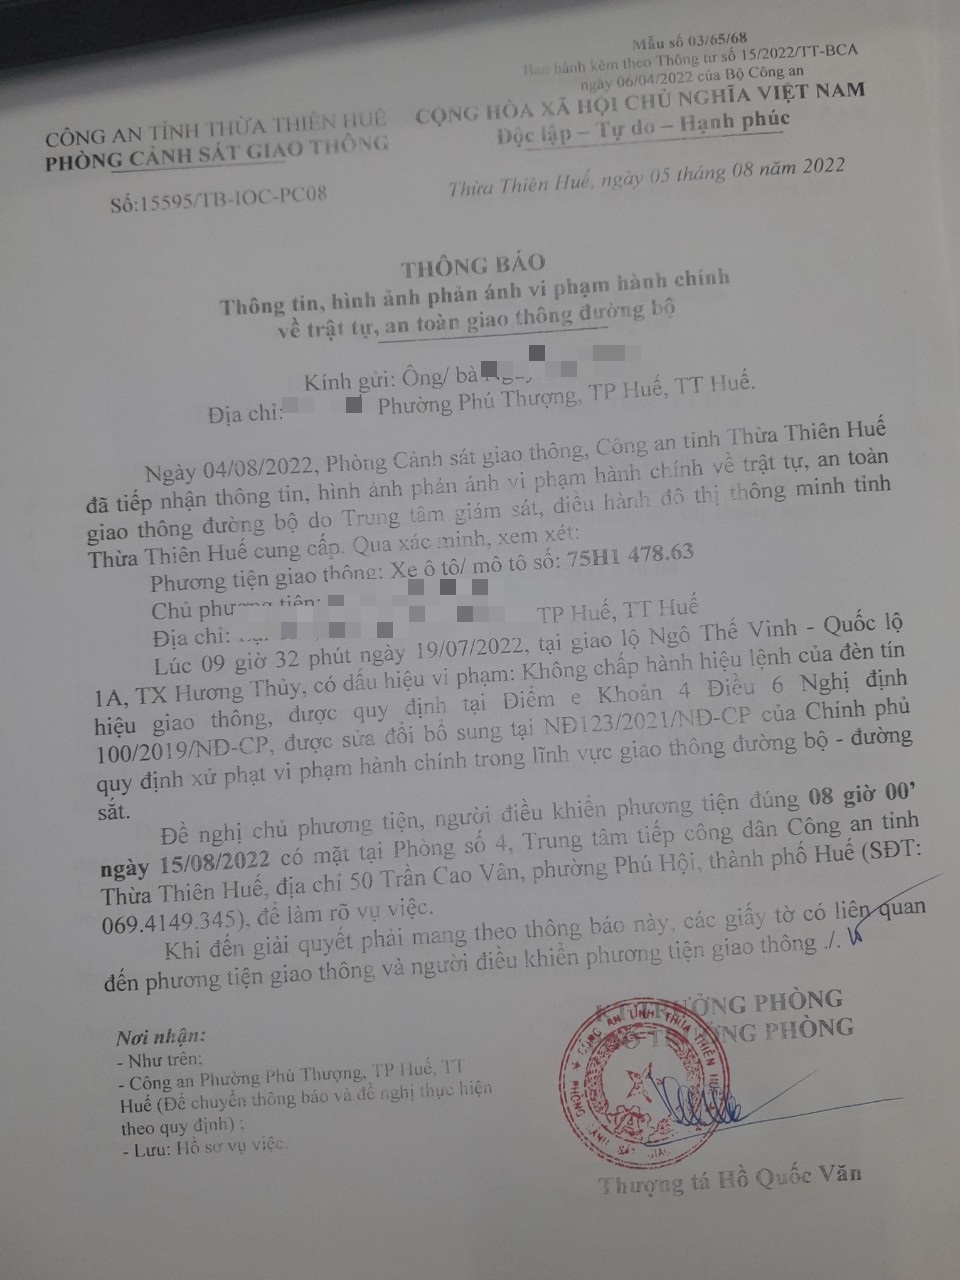 Mẫu số 03/65/68
Ban hành kèm theo Thông tư số 15/2022/TT-BCA
ngày 06/04/2022 của Bộ Công an
CÔNG AN TỈNH THỪA THIÊN HUẾ
PHÒNG CẢNH SÁT GIAO THÔNG
CỘNG HÒA XÃ HỘI CHỦ NGHĨA VIỆT NAM
Độc lập – Tự do – Hạnh phúc
Số:15595/TB-IOC-PC08
Thừa Thiên Huế, ngày 05 tháng 08 năm 2022
THÔNG BÁO
Thông tin, hình ảnh phản ánh vi phạm hành chính
về trật tự, an toàn giao thông đường bộ
Kính gửi: Ông/ bà
Địa chỉ: Phường Phú Thượng, TP Huế, TT Huế.
Ngày 04/08/2022, Phòng Cảnh sát giao thông, Công an tỉnh Thừa Thiên Huế
đã tiếp nhận thông tin, hình ảnh phản ánh vi phạm hành chính về trật tự, an toàn
giao thông đường bộ do Trung tâm giám sát, điều hành đô thị thông minh tỉnh
Thừa Thiên Huế cung cấp. Qua xác minh, xem xét:
Phương tiện giao thông: Xe ô tô/ mô tô số: 75H1 478.63
Chủ phương tiện:
Địa chỉ: TP Huế, TT Huế
Lúc 09 giờ 32 phút ngày 19/07/2022, tại giao lộ Ngô Thế Vinh - Quốc lộ
1A, TX Hương Thủy, có dấu hiệu vi phạm: Không chấp hành hiệu lệnh của đèn tín
hiệu giao thông, được quy định tại Điểm e Khoản 4 Điều 6 Nghị định
100/2019/NĐ-CP, được sửa đổi bổ sung tại NĐ123/2021/NĐ-CP của Chính phủ
quy định xử phạt vi phạm hành chính trong lĩnh vực giao thông đường bộ - đường
sắt.
Đề nghị chủ phương tiện, người điều khiển phương tiện đúng 08 giờ 00’
ngày 15/08/2022 có mặt tại Phòng số 4, Trung tâm tiếp công dân Công an tỉnh
Thừa Thiên Huế, địa chỉ 50 Trần Cao Vân, phường Phú Hội, thành phố Huế (SĐT:
069.4149.345), để làm rõ vụ việc.
Khi đến giải quyết phải mang theo thông báo này, các giấy tờ có liên quan
đến phương tiện giao thông và người điều khiển phương tiện giao thông ./.
Nơi nhận:
- Như trên;
- Công an Phường Phú Thượng, TP Huế, TT
Huế (Để chuyển thông báo và đề nghị thực hiện
theo quy định) ;
- Lưu: Hồ sơ vụ việc.
KT.TRƯỞNG PHÒNG
PHÓ TRƯỞNG PHÒNG
CÔNG AN TỈNH THỪA THIÊN HUẾ
Thượng tá Hồ Quốc Văn